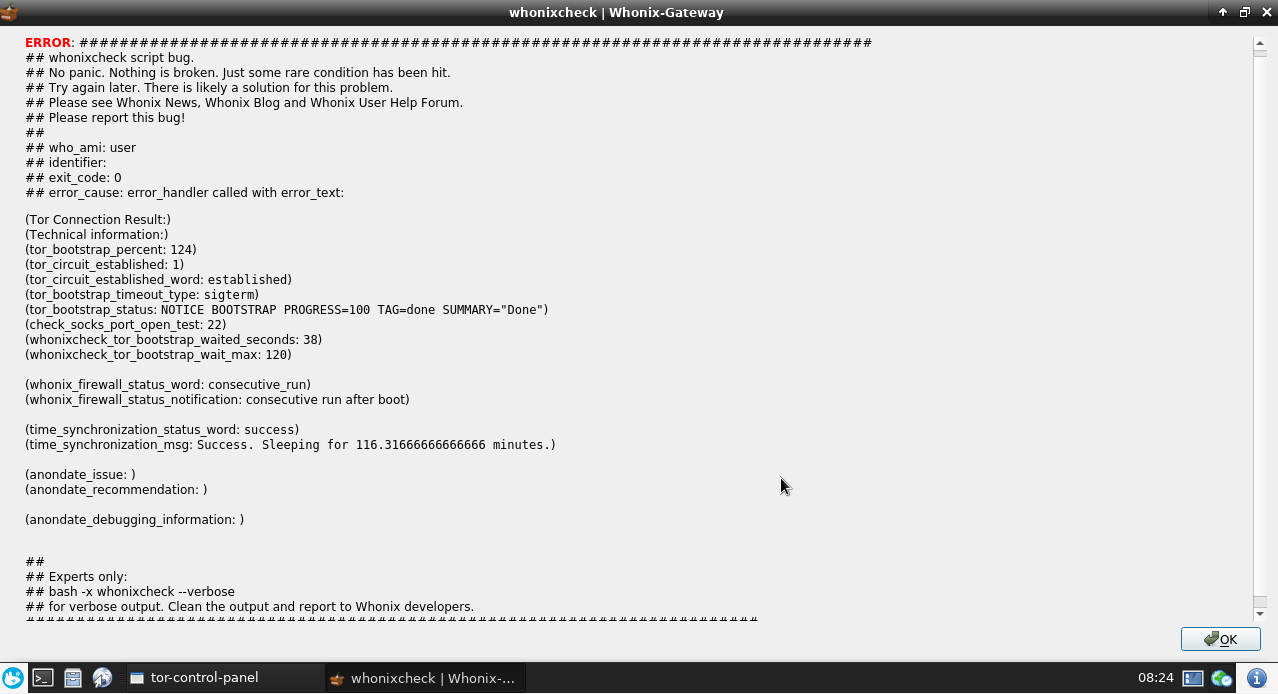 whonixcheck | Whonix-Gateway
ERROR: ###############################################################################
## whonixcheck script bug.
## No panic. Nothing is broken. Just some rare condition has been hit.
## Try again later. There is likely a solution for this problem.
## Please see Whonix News, Whonix Blog and Whonix User Help Forum.
## Please report this bug!
##
## who_ami: user
## identifier:
## exit_code: 0
## error_cause: error_handler called with error_text:
(Tor Connection Result:)
(Technical information:)
(tor_bootstrap_percent: 124)
(tor_circuit_established: 1)
(tor_circuit_established_word: established)
(tor_bootstrap_timeout_type: sigterm)
(tor_bootstrap_status: NOTICE BOOTSTRAP PROGRESS=100 TAG=done SUMMARY="Done")
(check_socks_port_open_test: 22)
(whonixcheck_tor_bootstrap_waited_seconds: 38)
(whonixcheck_tor_bootstrap_wait_max: 120)
(whonix_firewall_status_word: consecutive_run)
(whonix_firewall_status_notification: consecutive run after boot)
(time_synchronization_status_word: success)
(time_synchronization_msg: Success. Sleeping for 116.31666666666666 minutes.)
(anondate_issue: )
(anondate_recommendation: )
(anondate_debugging_information: )
##
## Experts only:
## bash -x whonixcheck --verbose
## for verbose output. Clean the output and report to Whonix developers.
#########################################################################
OK
tor-control-panel
whonixcheck | Whonix-...
08:24